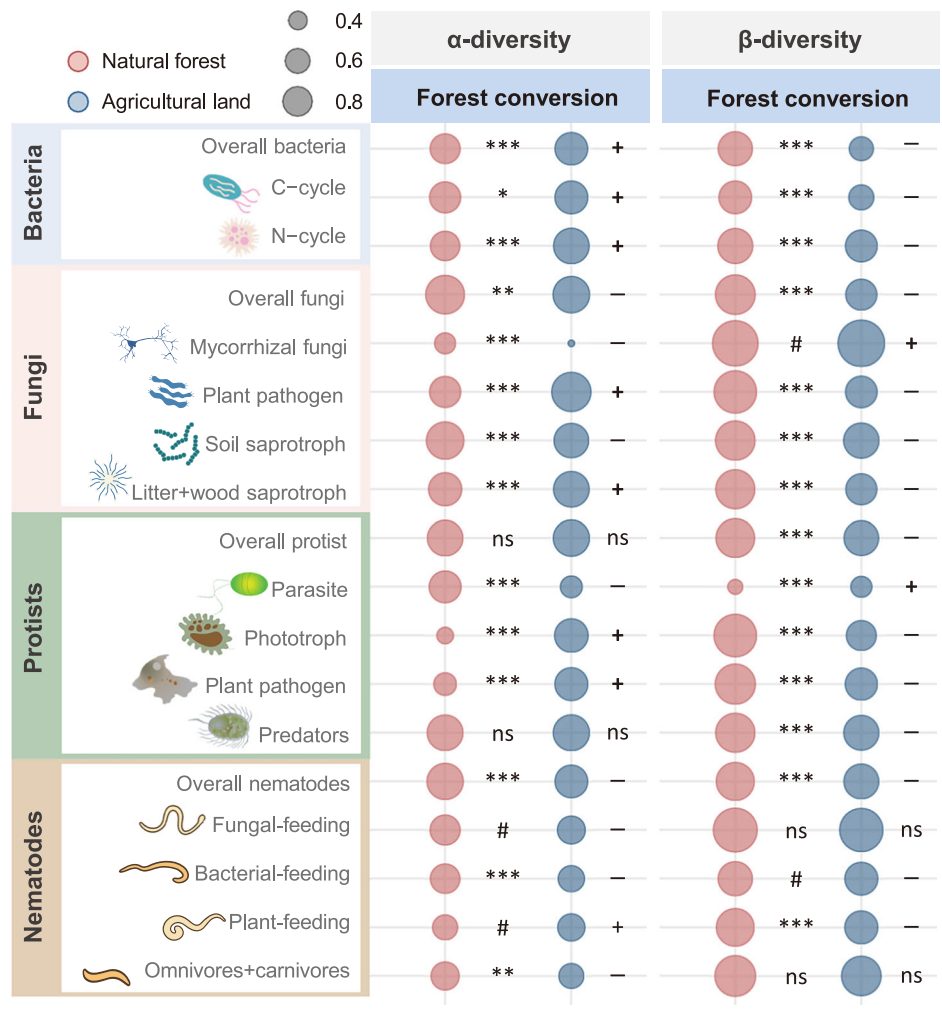 0.4
0.6
0.8
Natural forest
Agricultural land
α-diversity
β-diversity
Forest conversion
Forest conversion
Bacteria
Overall bacteria *** + *** −
C−cycle * + *** −
N−cycle *** + *** −
Fungi
Overall fungi ** − *** −
Mycorrhizal fungi *** − # +
Plant pathogen *** + *** −
Soil saprotroph *** − *** −
Litter+wood saprotroph *** + *** −
Protists
Overall protist ns ns *** −
Parasite *** − *** +
Phototroph *** + *** −
Plant pathogen *** + *** −
Predators ns ns *** −
Nematodes
Overall nematodes *** − *** −
Fungal-feeding # − ns ns
Bacterial-feeding *** − # −
Plant-feeding # + *** −
Omnivores+carnivores ** − ns ns